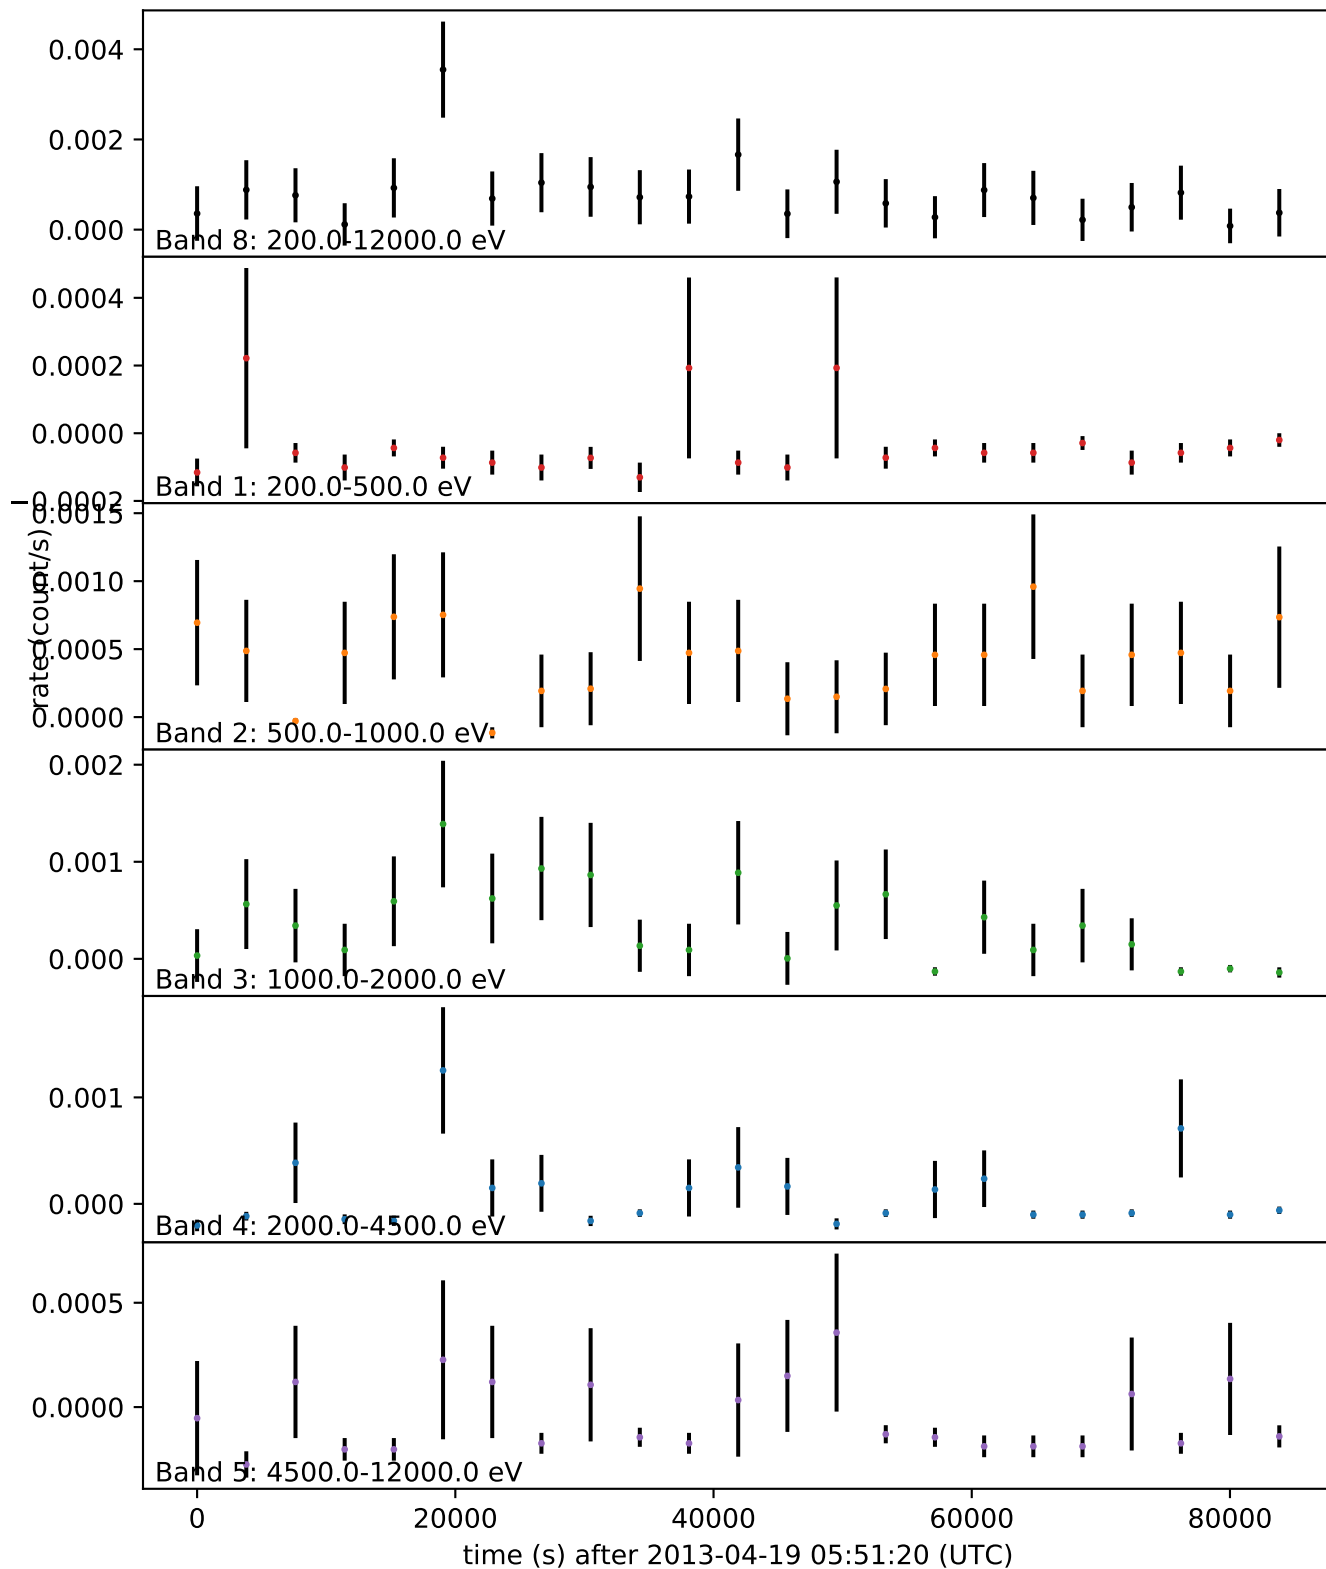 0.004
0.002
0.000
Band 8: 200.0-12000.0 eV
0.0004
0.0002
0.0000
−0.0002
Band 1: 200.0-500.0 eV
0.0015
0.0010
0.0005
0.0000
Band 2: 500.0-1000.0 eV
rate (count/s)
0.002
0.001
0.000
Band 3: 1000.0-2000.0 eV
0.001
0.000
Band 4: 2000.0-4500.0 eV
0.0005
0.0000
Band 5: 4500.0-12000.0 eV
0 20000 40000 60000 80000
time (s) after 2013-04-19 05:51:20 (UTC)